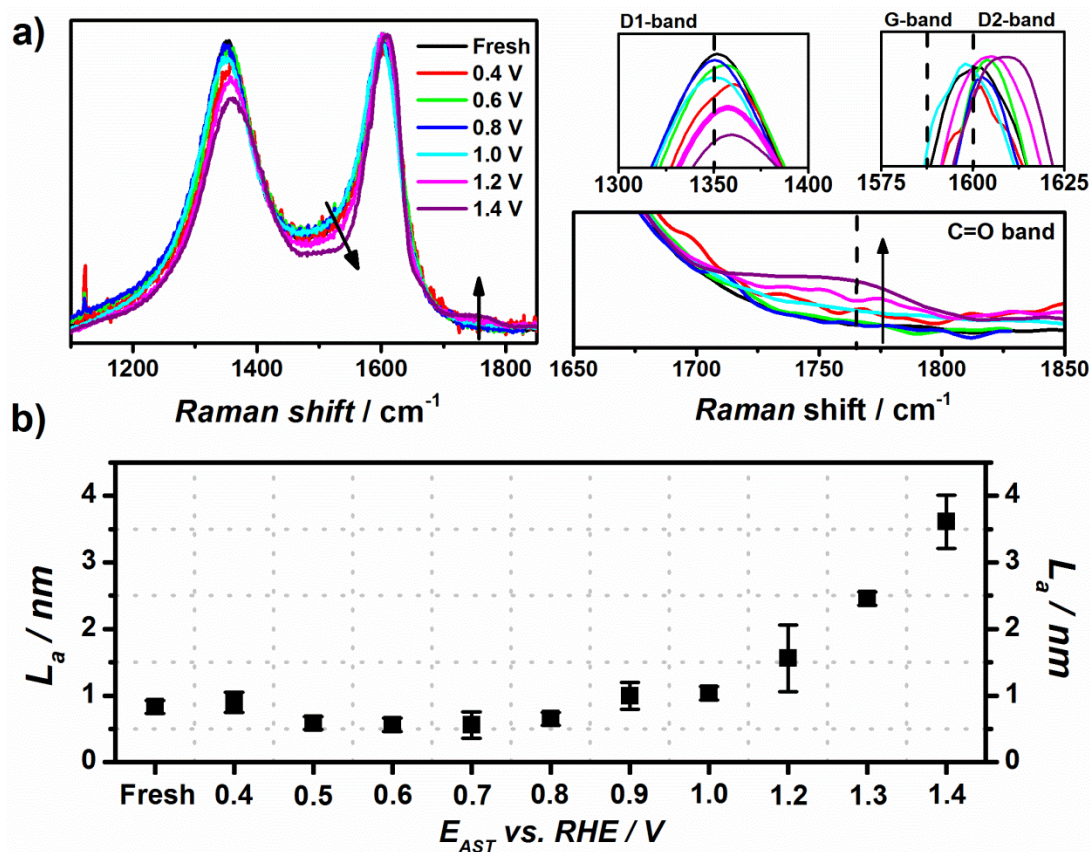 a)
Fresh
0.4 V
0.6 V
0.8 V
1.0 V
1.2 V
1.4 V
1200 1400 1600 1800
Raman shift / cm-1
D1-band
1300 1350 1400
G-band D2-band
1575 1600 1625
C=O band
1650 1700 1750 1800 1850
Raman shift / cm-1
b)
4
3
2
1
0
La / nm
4
3
2
1
0
La / nm
Fresh 0.4 0.5 0.6 0.7 0.8 0.9 1.0 1.2 1.3 1.4
EAST vs. RHE / V